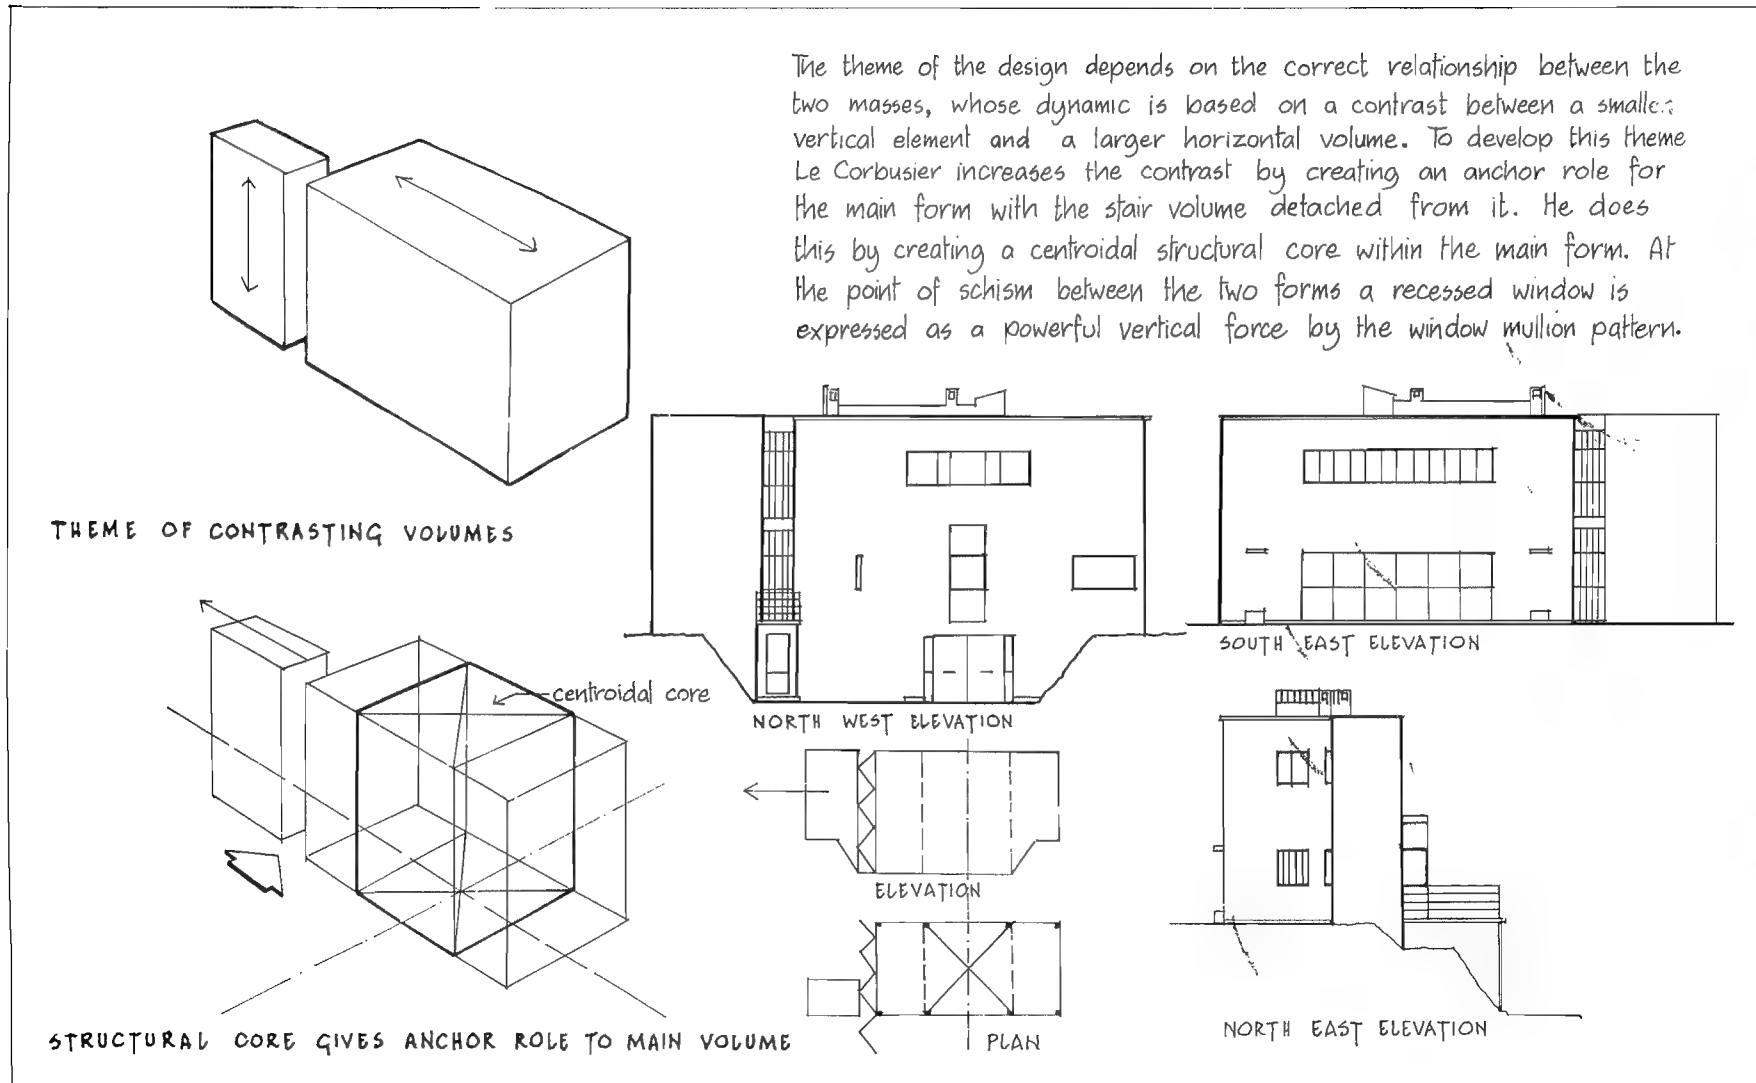 The theme of the design depends on the correct relationship between the
two masses, whose dynamic is based on a contrast between a smaller
vertical element and a larger horizontal volume. To develop this theme
Le Corbusier increases the contrast by creating an anchor role for
the main form with the stair volume detached from it. He does
this by creating a centroidal structural core within the main form. At
the point of schism between the two forms a recessed window is
expressed as a powerful vertical force by the window mullion pattern.
THEME OF CONTRASTING VOLUMES
SOUTH EAST ELEVATION
centroidal core
NORTH WEST ELEVATION
ELEVATION
NORTH EAST ELEVATION
STRUCTURAL CORE GIVES ANCHOR ROLE TO MAIN VOLUME
PLAN